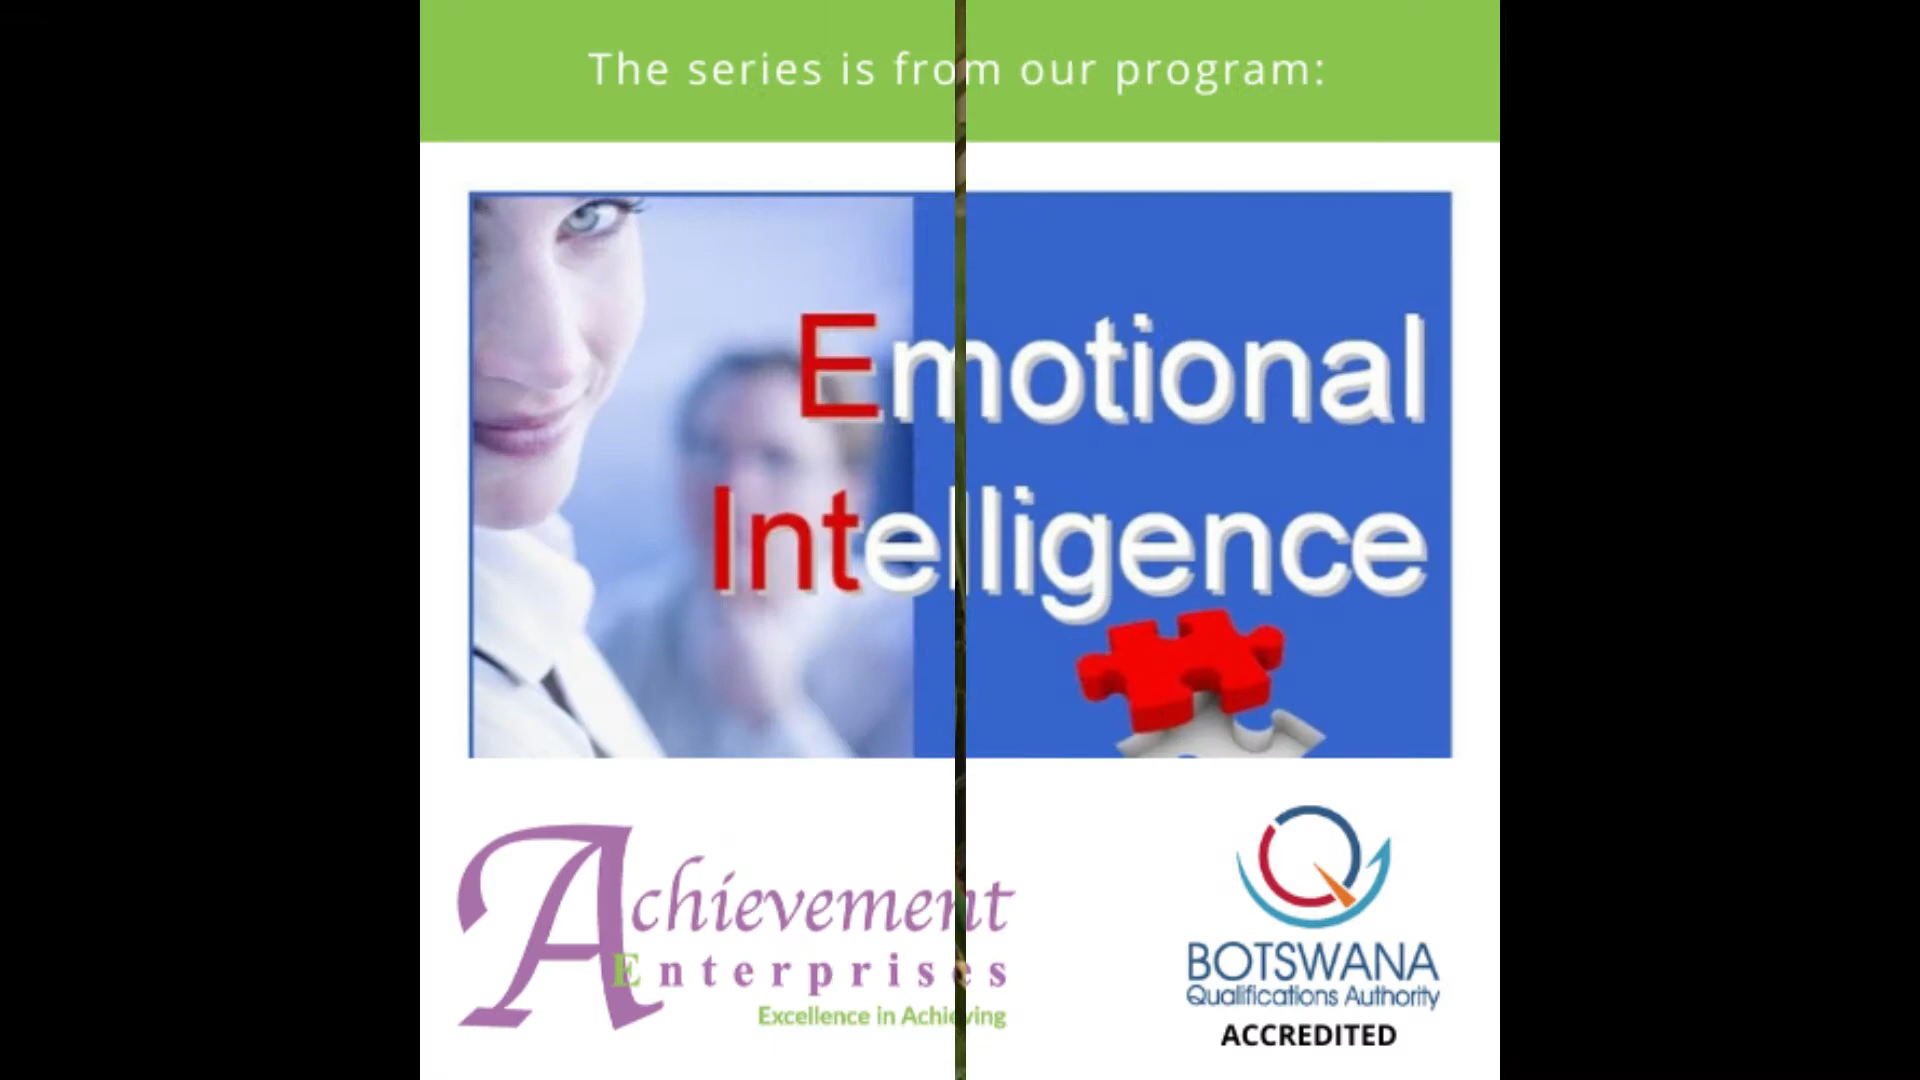 The series is from our program:
Emotional
Intelligence
Achievement
Enterprises
Excellence in Achieving
BOTSWANA
Qualifications Authority
ACCREDITED